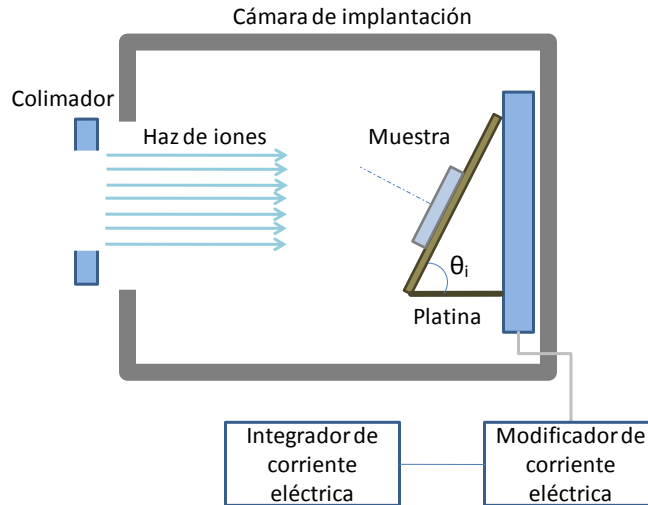 Cámara de implantación
Colimador
Haz de iones
Muestra
θi
Platina
Integrador de
corriente
eléctrica
Modificador de
corriente
eléctrica